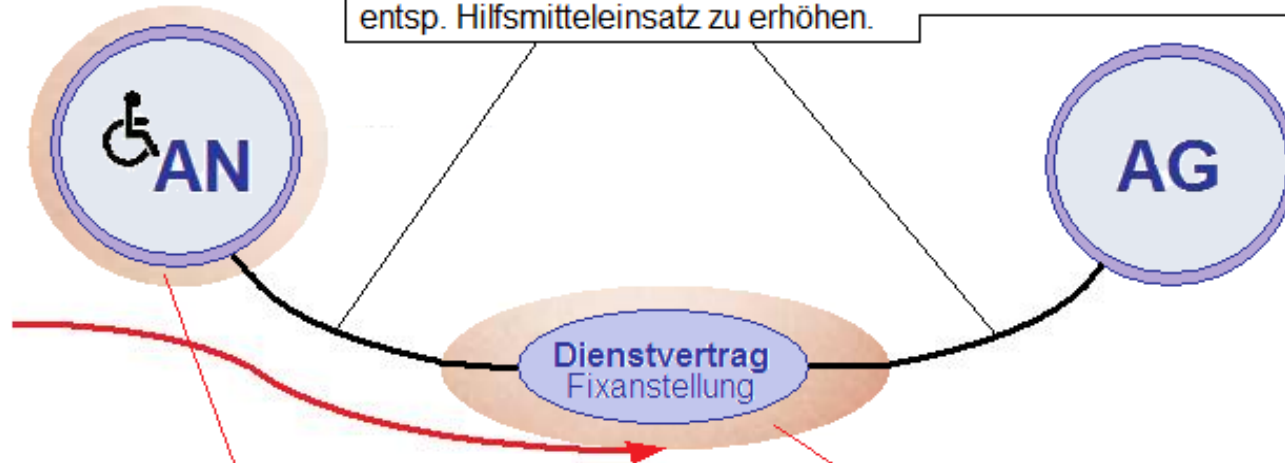 entsp. Hilfsmitteleinsatz zu erhöhen.
AN
AG
Dienstvertrag
Fixanstellung